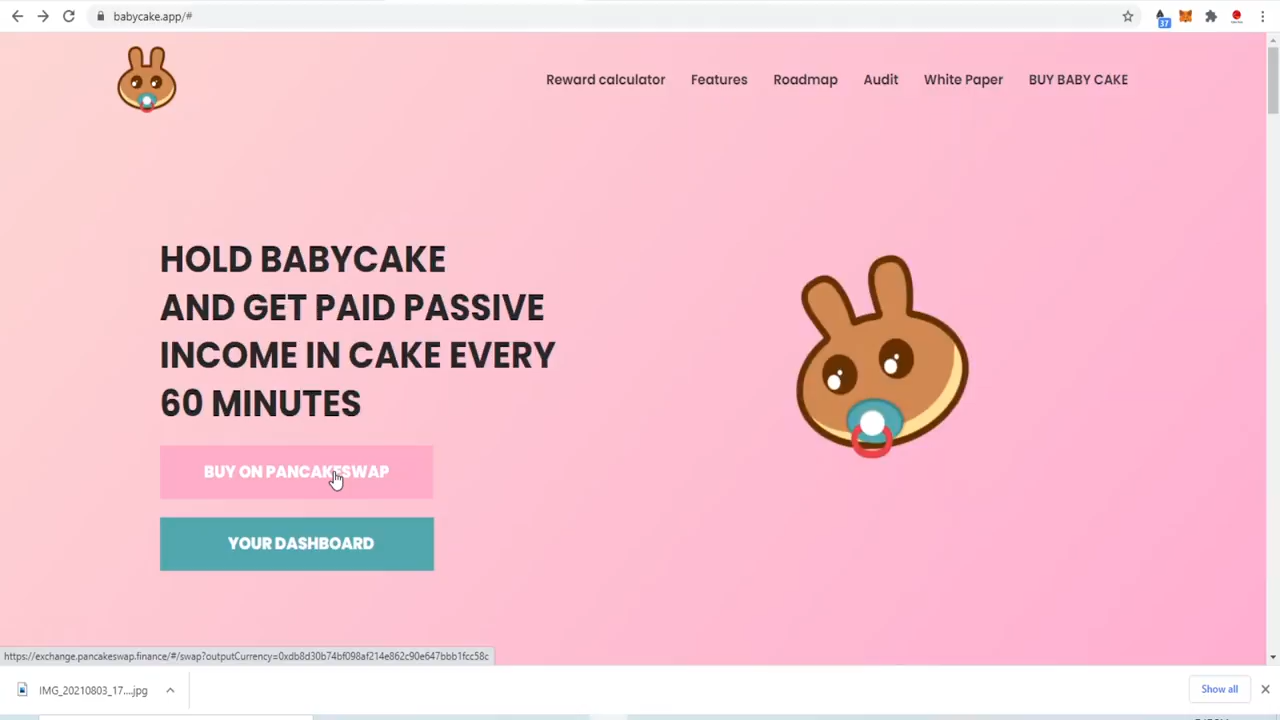 babycake.app/#
37
Reward calculator
Features
Roadmap
Audit
White Paper
BUY BABY CAKE
HOLD BABYCAKE
AND GET PAID PASSIVE
INCOME IN CAKE EVERY
60 MINUTES
BUY ON PANCAKESWAP
YOUR DASHBOARD
https://exchange.pancakeswap.finance/#/swap?outputCurrency=0xdb8d30b74bf098af214e862c90e647bbb1fcc58c
IMG_20210803_17....jpg
Show all